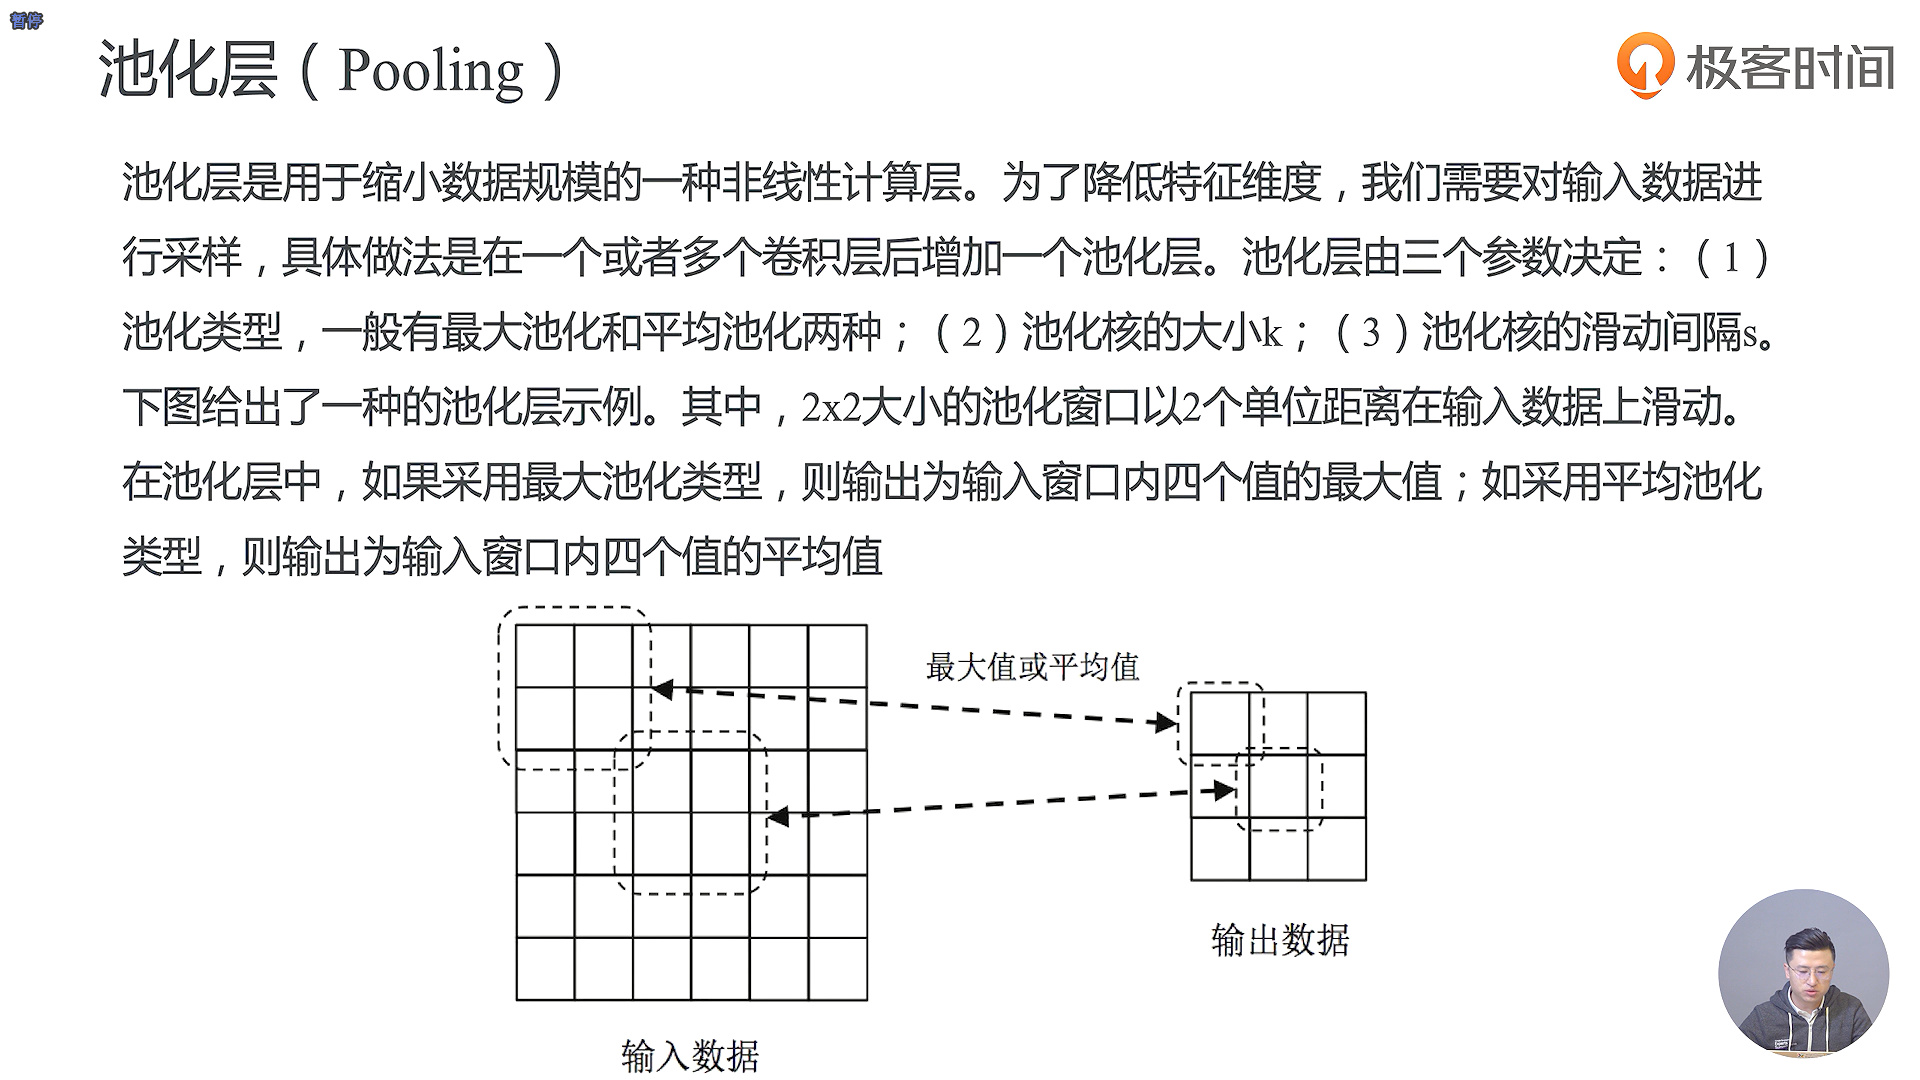 暂停
池化层（Pooling）
极客时间
池化层是用于缩小数据规模的一种非线性计算层。为了降低特征维度，我们需要对输入数据进
行采样，具体做法是在一个或者多个卷积层后增加一个池化层。池化层由三个参数决定：（1）
池化类型，一般有最大池化和平均池化两种；（2）池化核的大小k；（3）池化核的滑动间隔s。
下图给出了一种的池化层示例。其中，2x2大小的池化窗口以2个单位距离在输入数据上滑动。
在池化层中，如果采用最大池化类型，则输出为输入窗口内四个值的最大值；如采用平均池化
类型，则输出为输入窗口内四个值的平均值
最大值或平均值
输出数据
输入数据